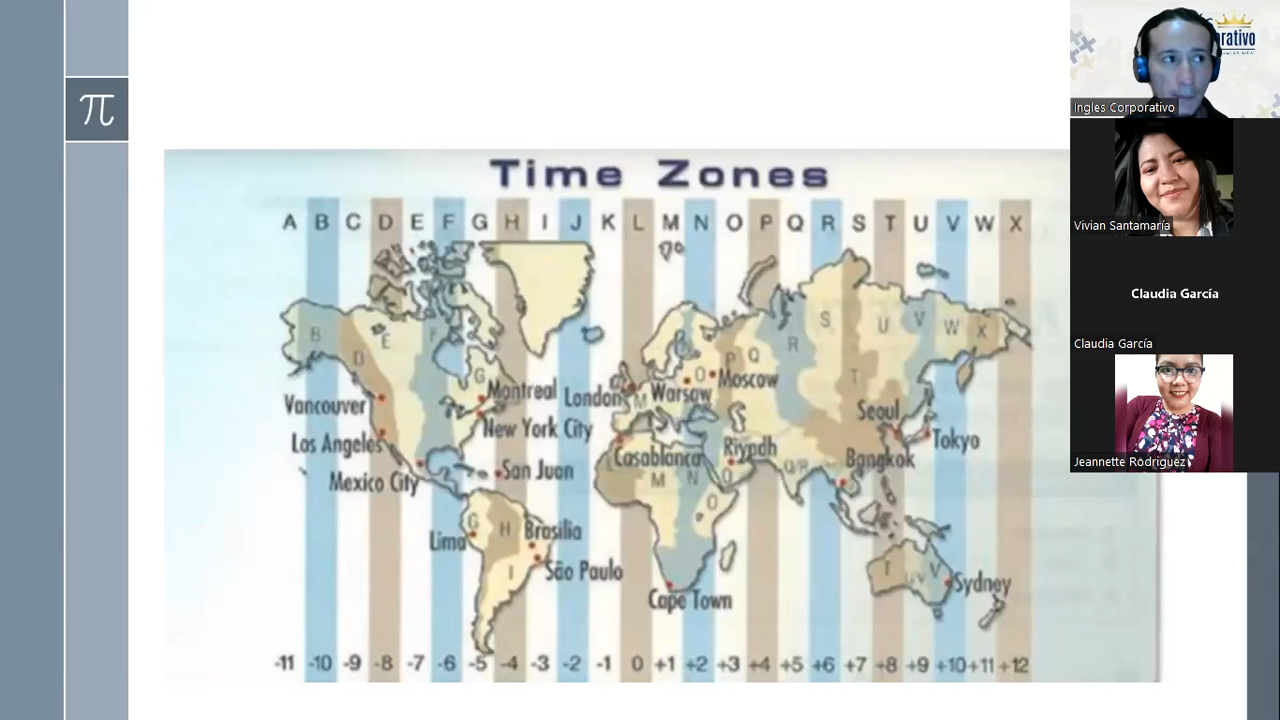 π
Time Zones
A B C D E F G H I J K L M N O P Q R S T U V W X
B D E F G
R O P Q R S T U V W X
M
Montreal
London
Warsaw
Moscow
Vancouver
Seoul
New York City
Tokyo
Los Angeles
Casablanca
Riyadh
Bangkok
San Juan
Mexico City
M N O Q/R
G H I
Brasilia
Lima
São Paulo
T V
Sydney
Cape Town
-11 -10 -9 -8 -7 -6 -5 -4 -3 -2 -1 0 +1 +2 +3 +4 +5 +6 +7 +8 +9 +10 +11 +12
rativo
Ingles Corporativo
Vivian Santamaría
Claudia García
Claudia García
Jeannette Rodriguez